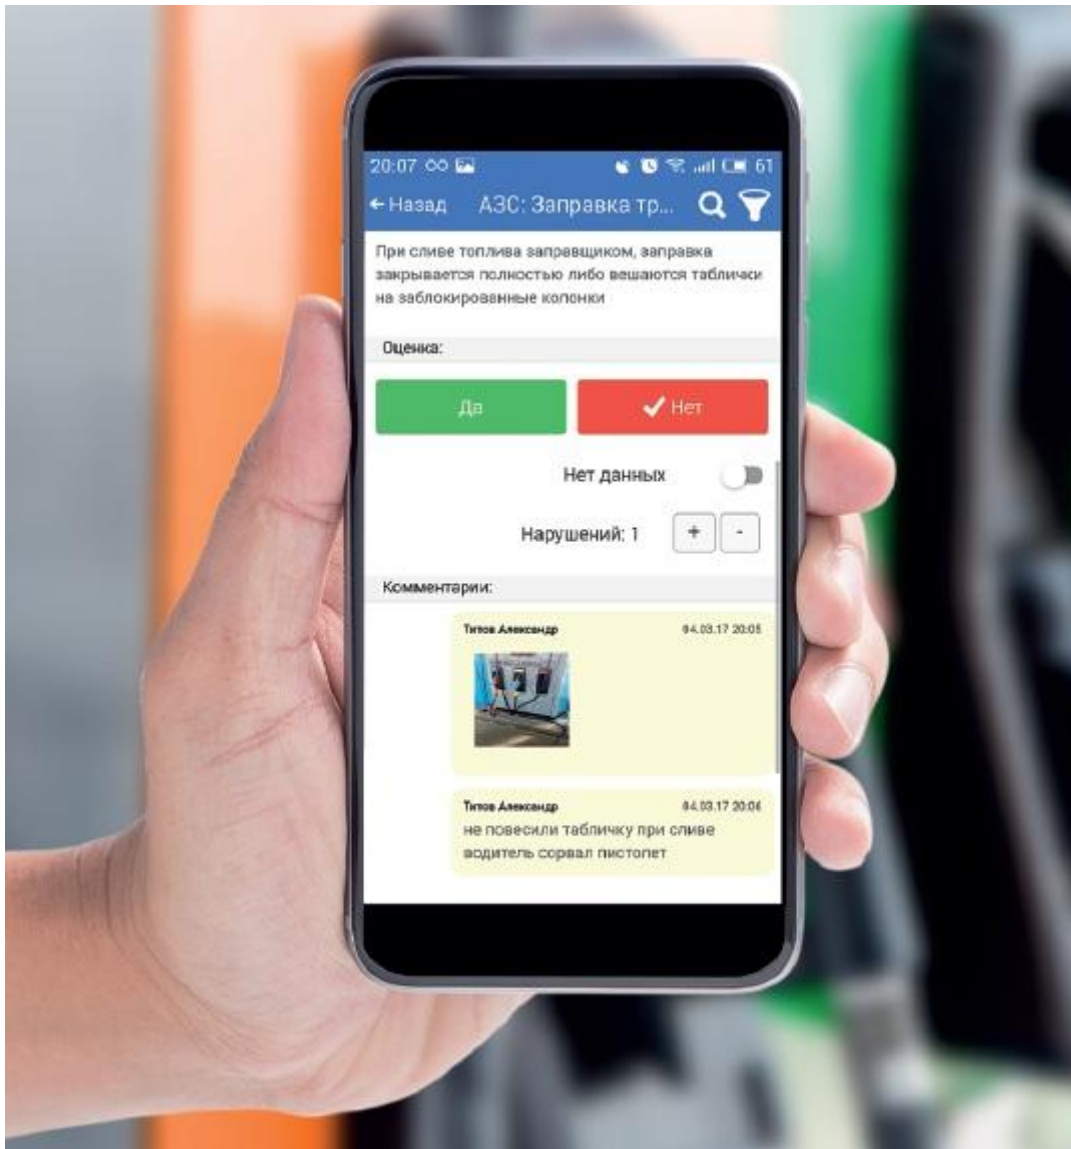 20:07
61
← Назад АЗС: Заправка тр...
При сливе топлива заправщиком, заправка
закрывается полностью либо вешаются таблички
на заблокированные колонки
Оценка:
Да
Нет
Нет данных
Нарушений: 1 + -
Комментарии:
Титов Александр 04.03.17 20:05
Титов Александр 04.03.17 20:06
не повесили табличку при сливе
водитель сорвал пистолет